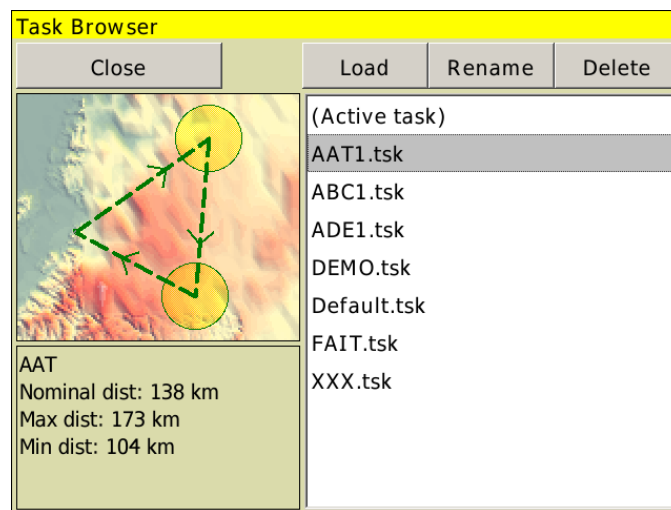 Task Browser
Close Load Rename Delete
(Active task)
AAT1.tsk
ABC1.tsk
ADE1.tsk
DEMO.tsk
Default.tsk
FAIT.tsk
XXX.tsk
AAT
Nominal dist: 138 km
Max dist: 173 km
Min dist: 104 km